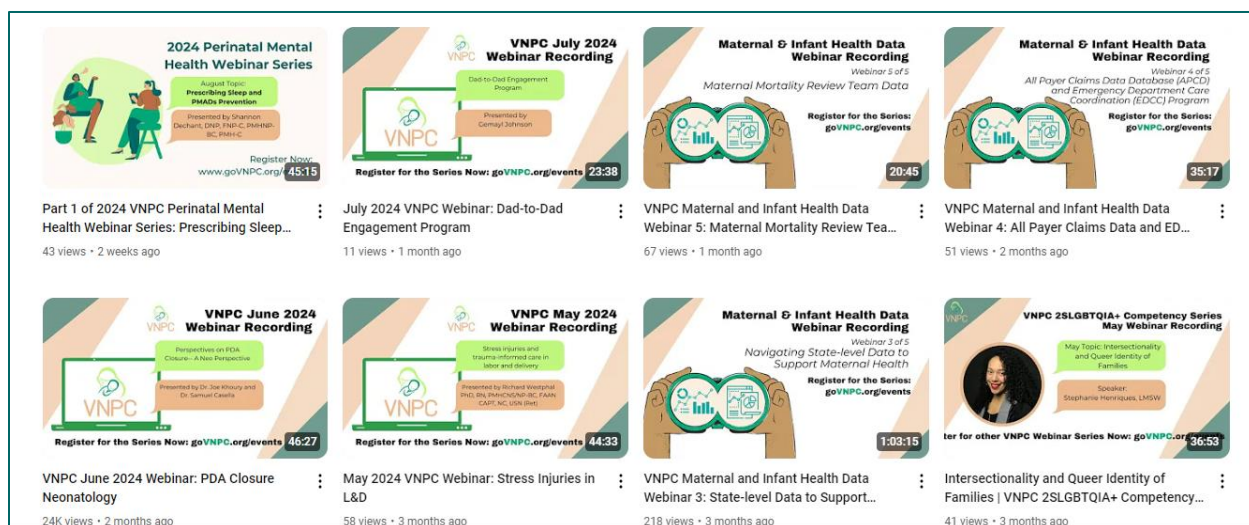 2024 Perinatal Mental
Health Webinar Series
August Topic:
Prescribing Sleep and
PMADs Prevention
Presented by Shannon
Dechant, DNP, FNP-C, PMHNP-
BC, PMH-C
Register Now:
www.goVNPC.org/
45:15
Part 1 of 2024 VNPC Perinatal Mental
Health Webinar Series: Prescribing Sleep...
43 views • 2 weeks ago
VNPC
VNPC July 2024
Webinar Recording
Dad-to-Dad Engagement
Program
Presented by
Gemayl Johnson
VNPC
Register for the Series Now: goVNPC.org/events
23:38
July 2024 VNPC Webinar: Dad-to-Dad
Engagement Program
11 views • 1 month ago
Maternal & Infant Health Data
Webinar Recording
Webinar 5 of 5
Maternal Mortality Review Team Data
Register for the Series:
goVNPC.org/events
20:45
VNPC Maternal and Infant Health Data
Webinar 5: Maternal Mortality Review Tea...
67 views • 1 month ago
Maternal & Infant Health Data
Webinar Recording
Webinar 4 of 5
All Payer Claims Data Database (APCD)
and Emergency Department Care
Coordination (EDCC) Program
Register for the Series:
goVNPC.org/events
35:17
VNPC Maternal and Infant Health Data
Webinar 4: All Payer Claims Data and ED...
51 views • 2 months ago
VNPC
VNPC June 2024
Webinar Recording
Perspectives on PDA
Closure– A Neo Perspective
Presented by Dr. Joe Khoury and
Dr. Samuel Casella
VNPC
Register for the Series Now: goVNPC.org/events
46:27
VNPC June 2024 Webinar: PDA Closure
Neonatology
24K views • 2 months ago
VNPC
VNPC May 2024
Webinar Recording
Stress Injuries and
trauma-informed care in
labor and delivery
Presented by Richard Westphal
PhD, RN, PMHCNS/NP-BC, FAAN
CAPT, NC, USN (Ret)
VNPC
Register for the Series Now: goVNPC.org/events
44:33
May 2024 VNPC Webinar: Stress Injuries in
L&D
58 views • 3 months ago
Maternal & Infant Health Data
Webinar Recording
Webinar 3 of 5
Navigating State-level Data to
Support Maternal Health
Register for the Series:
goVNPC.org/events
1:03:15
VNPC Maternal and Infant Health Data
Webinar 3: State-level Data to Support...
218 views • 3 months ago
VNPC
VNPC 2SLGBTQIA+ Competency Series
May Webinar Recording
May Topic: Intersectionality
and Queer Identity of
Families
Speaker:
Stephanie Henriques, LMSW
ter for other VNPC Webinar Series Now: goVNPC.org
36:53
Intersectionality and Queer Identity of
Families | VNPC 2SLGBTQIA+ Competency...
41 views • 3 months ago